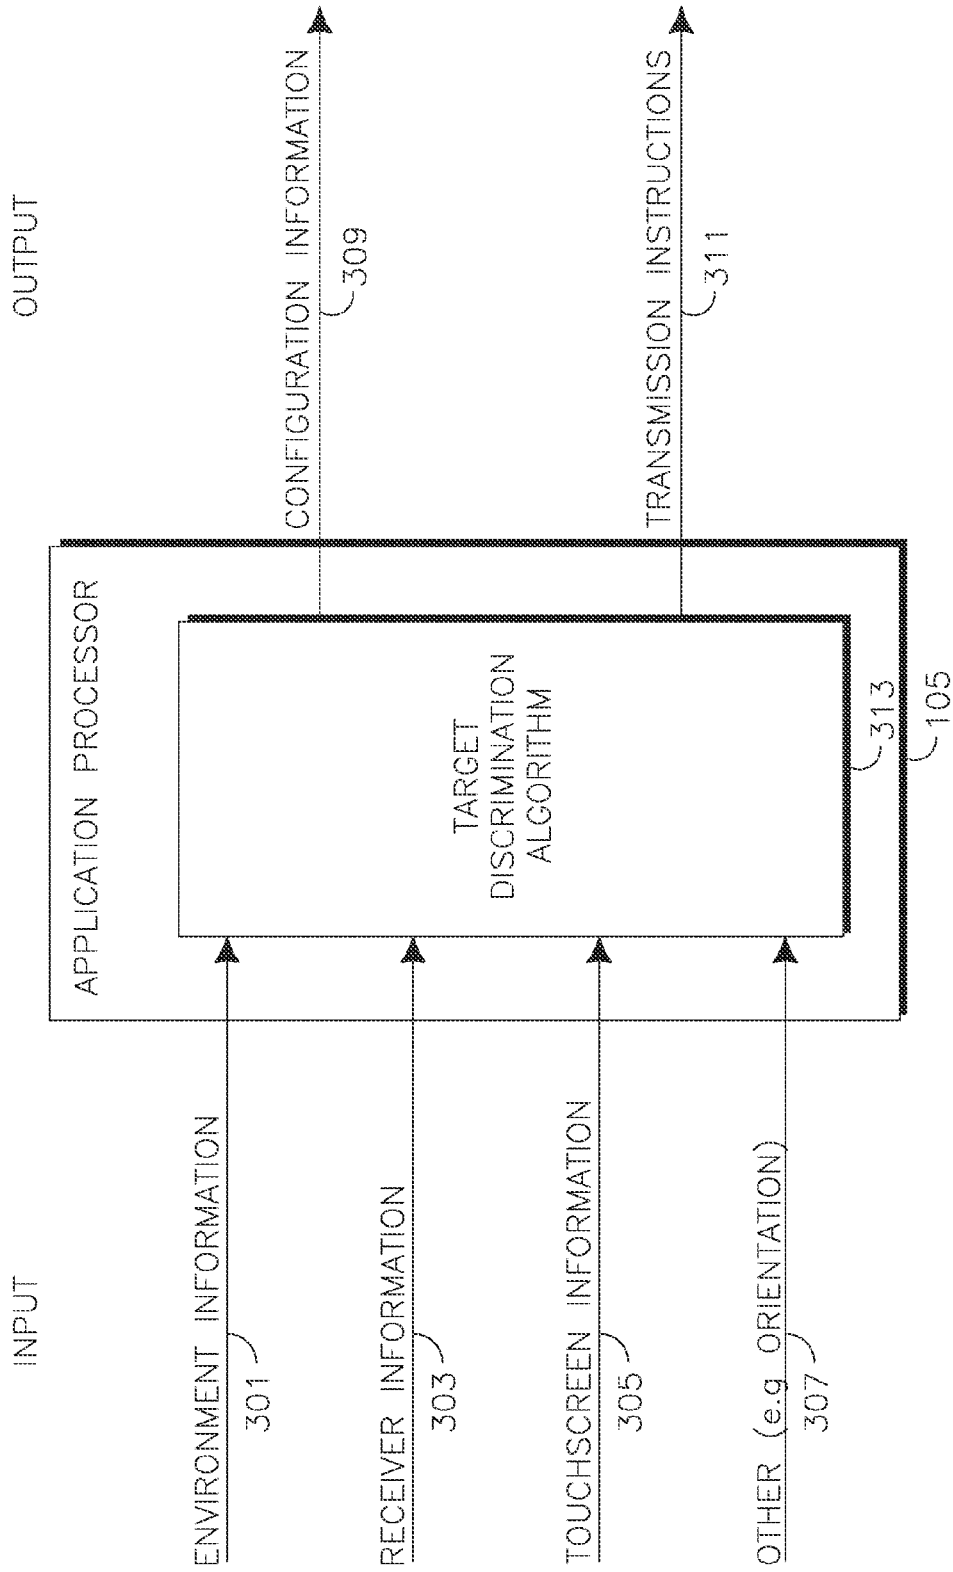 INPUT
OUTPUT
APPLICATION PROCESSOR
ENVIRONMENT INFORMATION
301
RECEIVER INFORMATION
303
TOUCHSCREEN INFORMATION
305
OTHER (e.g ORIENTATION)
307
TARGET
DISCRIMINATION
ALGORITHM
313
105
CONFIGURATION INFORMATION
309
TRANSMISSION INSTRUCTIONS
311